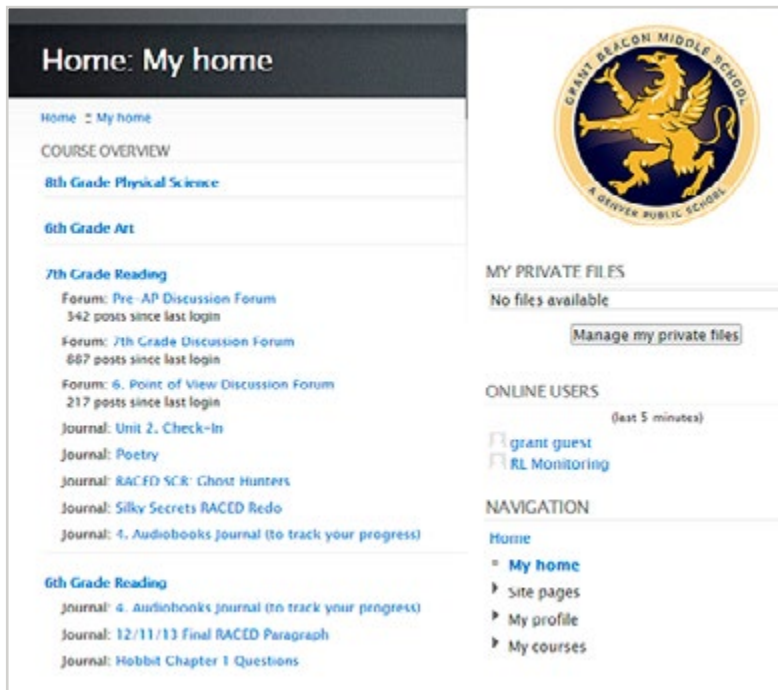 Home: My home
Home :: My home
COURSE OVERVIEW
8th Grade Physical Science
6th Grade Art
7th Grade Reading
Forum: Pre-AP Discussion Forum
342 posts since last login
Forum: 7th Grade Discussion Forum
887 posts since last login
Forum: 6. Point of View Discussion Forum
217 posts since last login
Journal: Unit 2. Check-In
Journal: Poetry
Journal: RACED SCR: Ghost Hunters
Journal: Silky Secrets RACED Redo
Journal: 4. Audiobooks Journal (to track your progress)
6th Grade Reading
Journal: 4. Audiobooks Journal (to track your progress)
Journal: 12/11/13 Final RACED Paragraph
Journal: Hobbit Chapter 1 Questions
GRANT BEACON MIDDLE SCHOOL
A DENVER PUBLIC SCHOOL
MY PRIVATE FILES
No files available
Manage my private files
ONLINE USERS
(last 5 minutes)
grant guest
RL Monitoring
NAVIGATION
Home
My home
Site pages
My profile
My courses